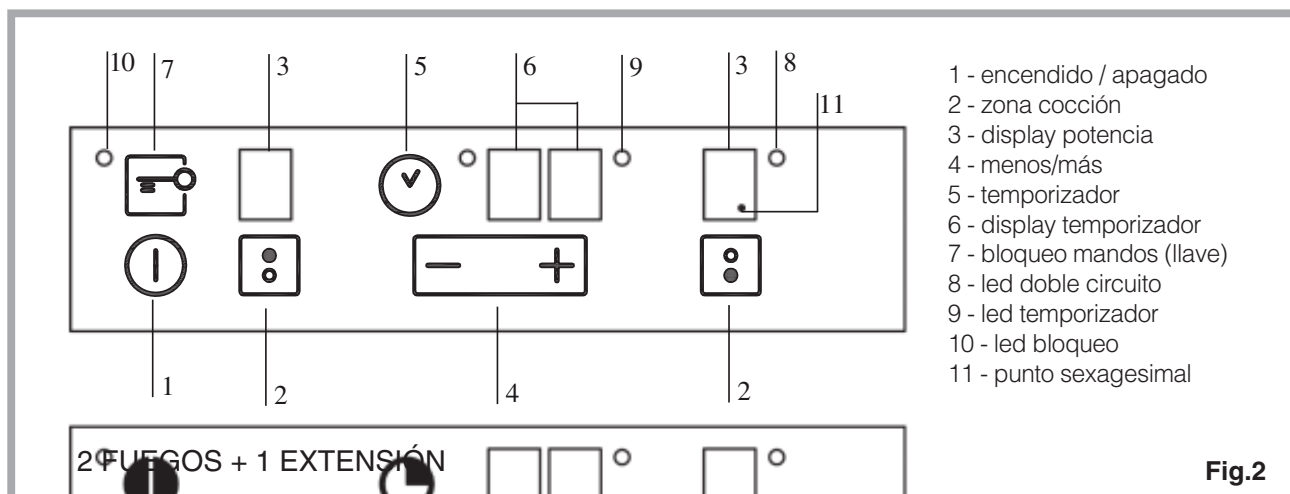 10 7 3 5 6 9 3 8
11
1 2 4 2
1 - encendido / apagado
2 - zona cocción
3 - display potencia
4 - menos/más
5 - temporizador
6 - display temporizador
7 - bloqueo mandos (llave)
8 - led doble circuito
9 - led temporizador
10 - led bloqueo
11 - punto sexagesimal
2 FUEGOS + 1 EXTENSIÓN
Fig.2